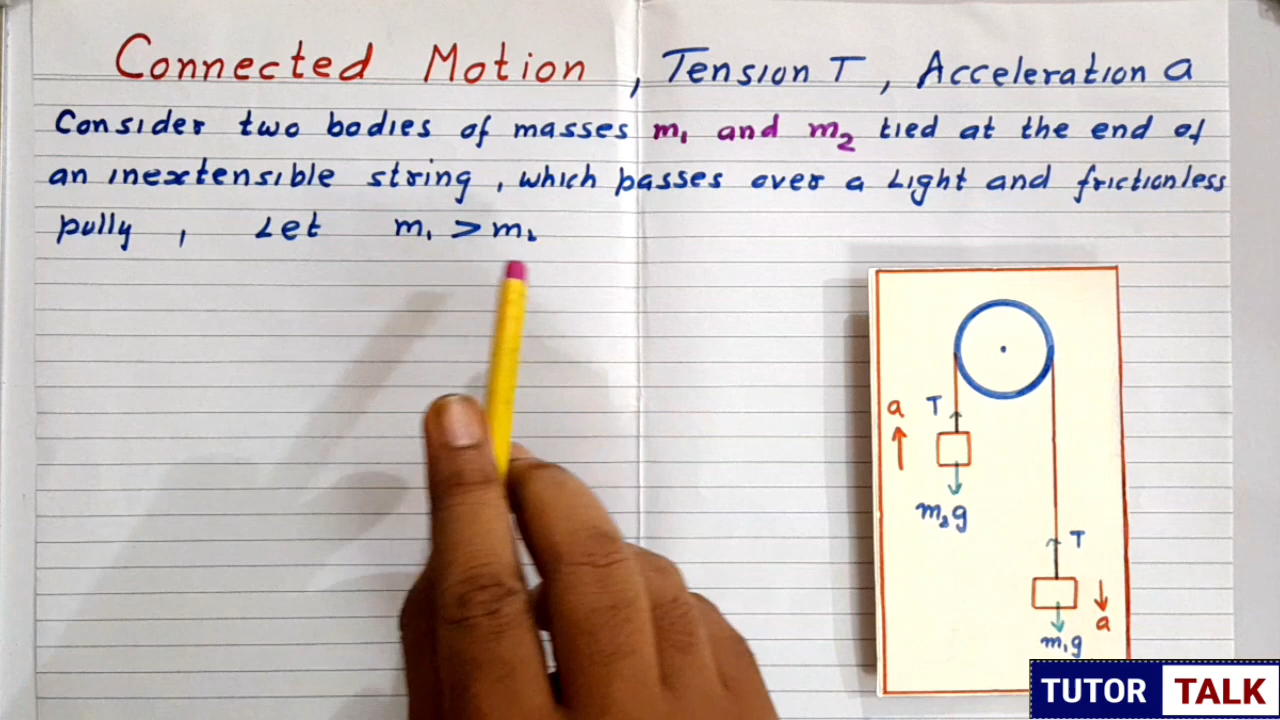 Connected Motion, Tension T, Acceleration a
Consider two bodies of masses m₁ and m₂ tied at the end of
an inextensible string, which passes over a Light and frictionless
pully, Let m₁ > m₂
a T
m₂g
T
a
m₁g
TUTOR TALK